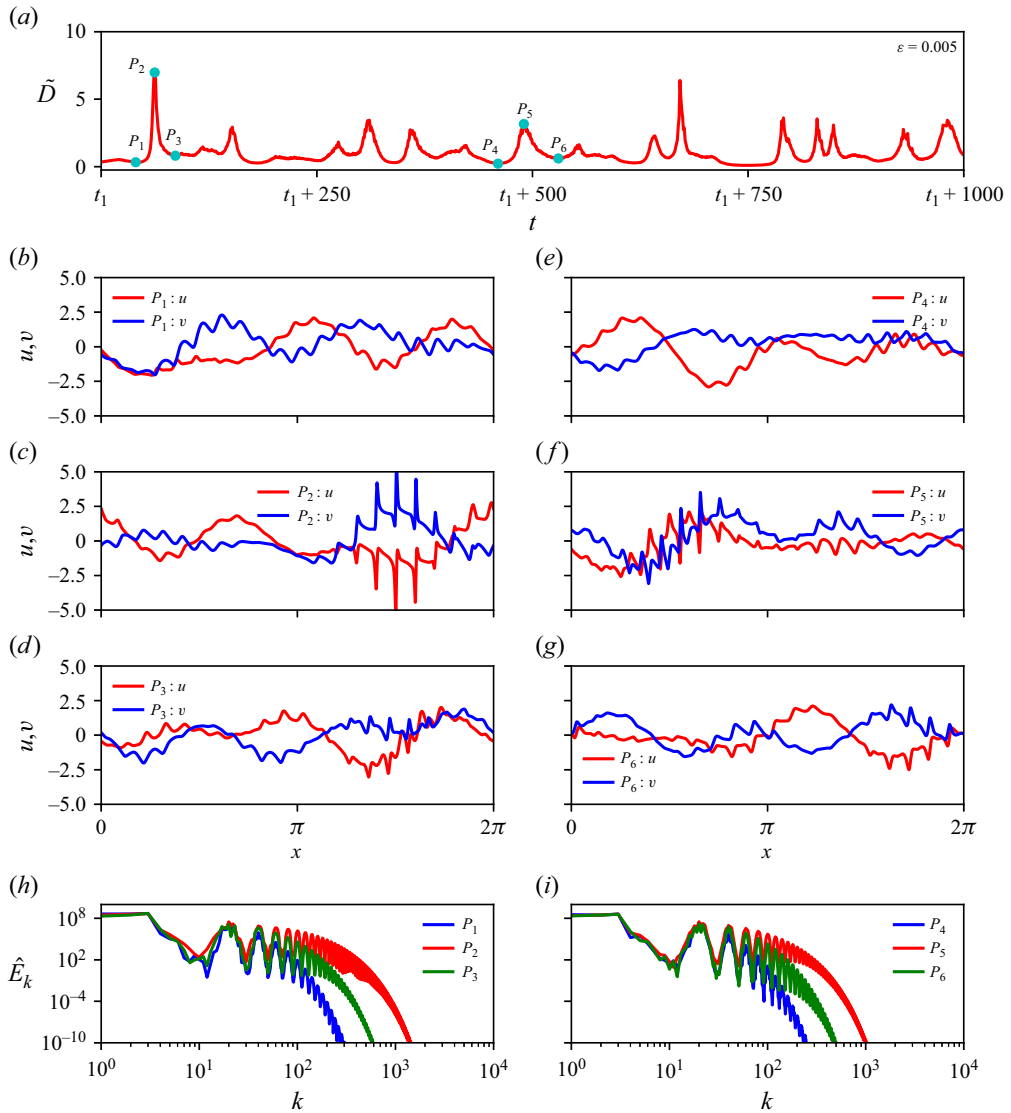 (a)
10
ε = 0.005
P2
D̃
5
P5
P1
P3
P4
P6
0
t1
t1 + 250
t1 + 500
t1 + 750
t1 + 1000
t
(b)
(e)
5.0
P1 : u
P4 : u
2.5
P1 : v
P4 : v
u,v
0
−2.5
−5.0
(c)
(f)
5.0
P2 : u
P5 : u
2.5
P2 : v
P5 : v
u,v
0
−2.5
−5.0
(d)
(g)
5.0
P3 : u
2.5
P3 : v
u,v
0
P6 : u
−2.5
P6 : v
−5.0
0
π
2π
0
π
2π
x
x
(h)
(i)
10^8
P1
P4
P2
P5
10^2
P3
P6
Ê_k
10^−4
10^−10
10^0
10^1
10^2
10^3
10^4
10^0
10^1
10^2
10^3
10^4
k
k